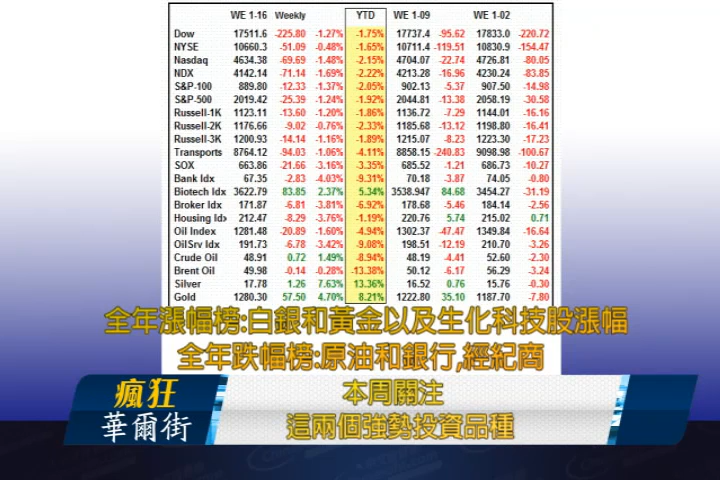 WE 1-16 Weekly YTD WE 1-09 WE 1-02
Dow 17511.6 -225.80 -1.27% -1.75% 17737.4 -95.62 17833.0 -220.72
NYSE 10660.3 -51.09 -0.48% -1.65% 10711.4 -119.51 10830.9 -154.47
Nasdaq 4634.38 -69.69 -1.48% -2.15% 4704.07 -22.74 4726.81 -80.05
NDX 4142.14 -71.14 -1.69% -2.22% 4213.28 -16.96 4230.24 -83.85
S&P-100 889.80 -12.33 -1.37% -2.05% 902.13 -5.37 907.50 -14.98
S&P-500 2019.42 -25.39 -1.24% -1.92% 2044.81 -13.38 2058.19 -30.58
Russell-1K 1123.11 -13.60 -1.20% -1.86% 1136.72 -7.29 1144.01 -16.16
Russell-2K 1176.66 -9.02 -0.76% -2.33% 1185.68 -13.12 1198.80 -16.41
Russell-3K 1200.93 -14.14 -1.16% -1.89% 1215.07 -8.23 1223.30 -17.23
Transports 8764.12 -94.03 -1.06% -4.11% 8858.15 -240.83 9098.98 -100.67
SOX 663.86 -21.66 -3.16% -3.35% 685.52 -1.21 686.73 -10.27
Bank Idx 67.35 -2.83 -4.03% -9.31% 70.18 -3.87 74.05 -0.80
Biotech Idx 3622.79 83.85 2.37% 5.34% 3538.947 84.68 3454.27 -31.19
Broker Idx 171.87 -6.81 -3.81% -6.92% 178.68 -5.46 184.14 -2.56
Housing Idx 212.47 -8.29 -3.76% -1.19% 220.76 5.74 215.02 0.71
Oil Index 1281.48 -20.89 -1.60% -4.94% 1302.37 -47.47 1349.84 -16.64
OilSrv Idx 191.73 -6.78 -3.42% -9.08% 198.51 -12.19 210.70 -3.26
Crude Oil 48.91 0.72 1.49% -8.94% 48.19 -4.41 52.60 -2.30
Brent Oil 49.98 -0.14 -0.28% -13.38% 50.12 -6.17 56.29 -3.24
Silver 17.78 1.26 7.63% 13.36% 16.52 0.76 15.76 -0.30
Gold 1280.30 57.50 4.70% 8.21% 1222.80 35.10 1187.70 -7.80
全年漲幅榜:白銀和黃金以及生化科技股漲幅
全年跌幅榜:原油和銀行,經紀商
瘋狂
華爾街
本周關注
這兩個強勢投資品種